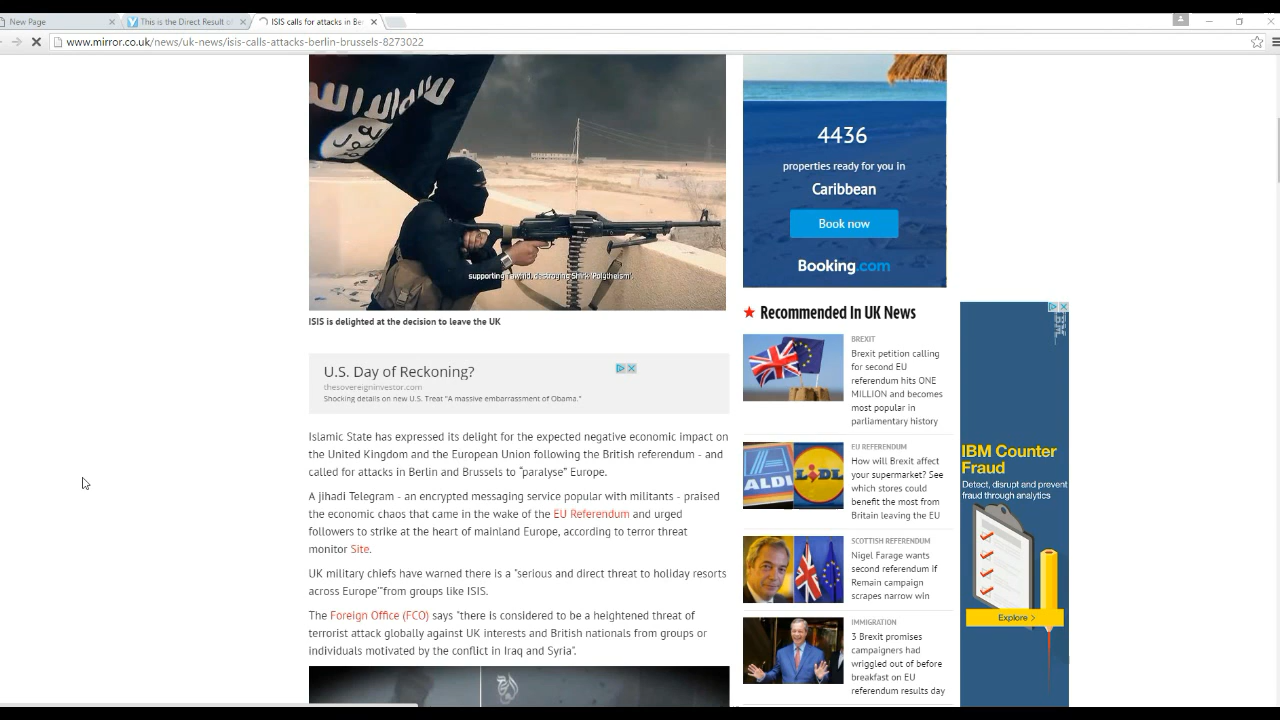 New Page
This is the Direct Result of
ISIS calls for attacks in Be
www.mirror.co.uk/news/uk-news/isis-calls-attacks-berlin-brussels-8273022
destroying Shirk 'Polytheism'
ISIS is delighted at the decision to leave the UK
U.S. Day of Reckoning?
thesovereigninvestor.com
Shocking details on new U.S. Treat "A massive embarrassment of Obama."
Islamic State has expressed its delight for the expected negative economic impact on
the United Kingdom and the European Union following the British referendum - and
called for attacks in Berlin and Brussels to “paralyse” Europe.
A jihadi Telegram - an encrypted messaging service popular with militants - praised
the economic chaos that came in the wake of the EU Referendum and urged
followers to strike at the heart of mainland Europe, according to terror threat
monitor Site.
UK military chiefs have warned there is a "serious and direct threat to holiday resorts
across Europe'"from groups like ISIS.
The Foreign Office (FCO) says "there is considered to be a heightened threat of
terrorist attack globally against UK interests and British nationals from groups or
individuals motivated by the conflict in Iraq and Syria".
4436
properties ready for you in
Caribbean
Book now
Booking.com
Recommended In UK News
BREXIT
Brexit petition calling
for second EU
referendum hits ONE
MILLION and becomes
most popular in
parliamentary history
EU REFERENDUM
How will Brexit affect
your supermarket? See
which stores could
benefit the most from
Britain leaving the EU
ALDI
LIDL
SCOTTISH REFERENDUM
Nigel Farage wants
second referendum if
Remain campaign
scrapes narrow win
IMMIGRATION
3 Brexit promises
campaigners had
wriggled out of before
breakfast on EU
referendum results day
IBM
IBM Counter
Fraud
Detect, disrupt and prevent
fraud through analytics
Explore >